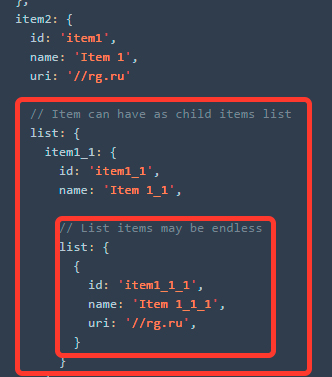 },
item2: {
id: 'item1',
name: 'Item 1',
uri: '//rg.ru'
// Item can have as child items list
list: {
item1_1: {
id: 'item1_1',
name: 'Item 1_1',
// List items may be endless
list: {
{
id: 'item1_1_1',
name: 'Item 1_1_1',
uri: '//rg.ru',
}
}